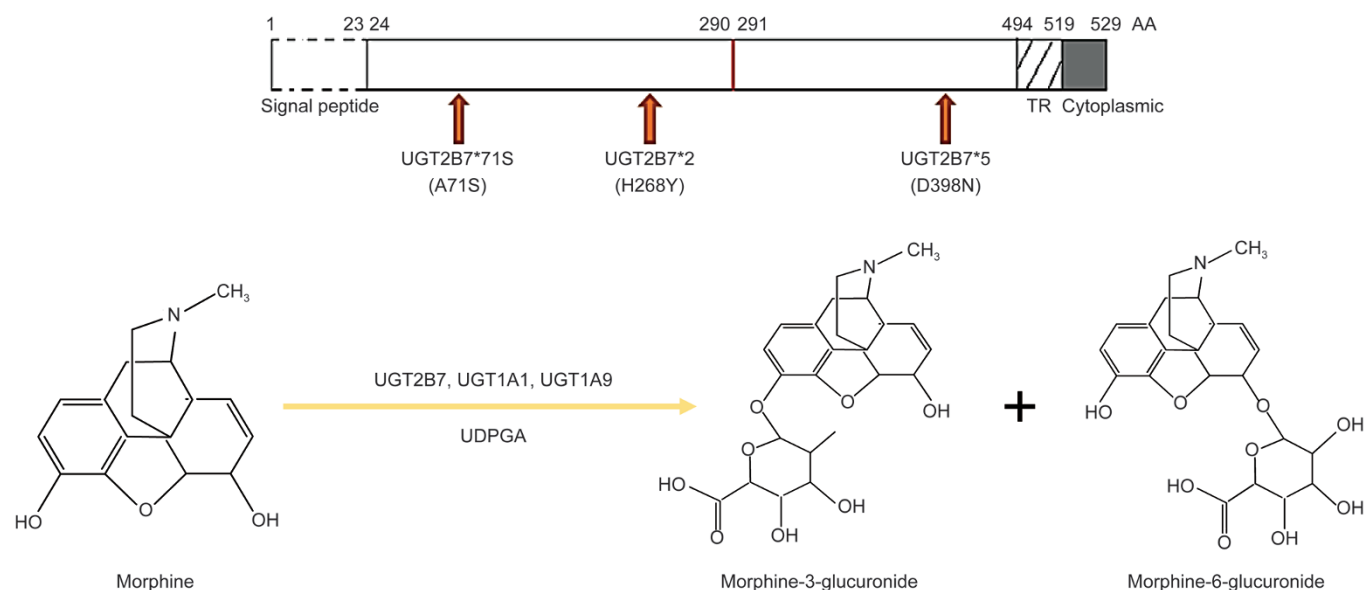 1 23 24 290 291 494 519 529 AA
Signal peptide TR Cytoplasmic
UGT2B7*71S UGT2B7*2 UGT2B7*5
(A71S) (H268Y) (D398N)
N CH₃
HO O OH
Morphine
UGT2B7, UGT1A1, UGT1A9
UDPGA
N CH₃
O O OH
O
HO O OH OH
Morphine-3-glucuronide
+
N CH₃
HO O O
O OH
HO O OH OH
Morphine-6-glucuronide